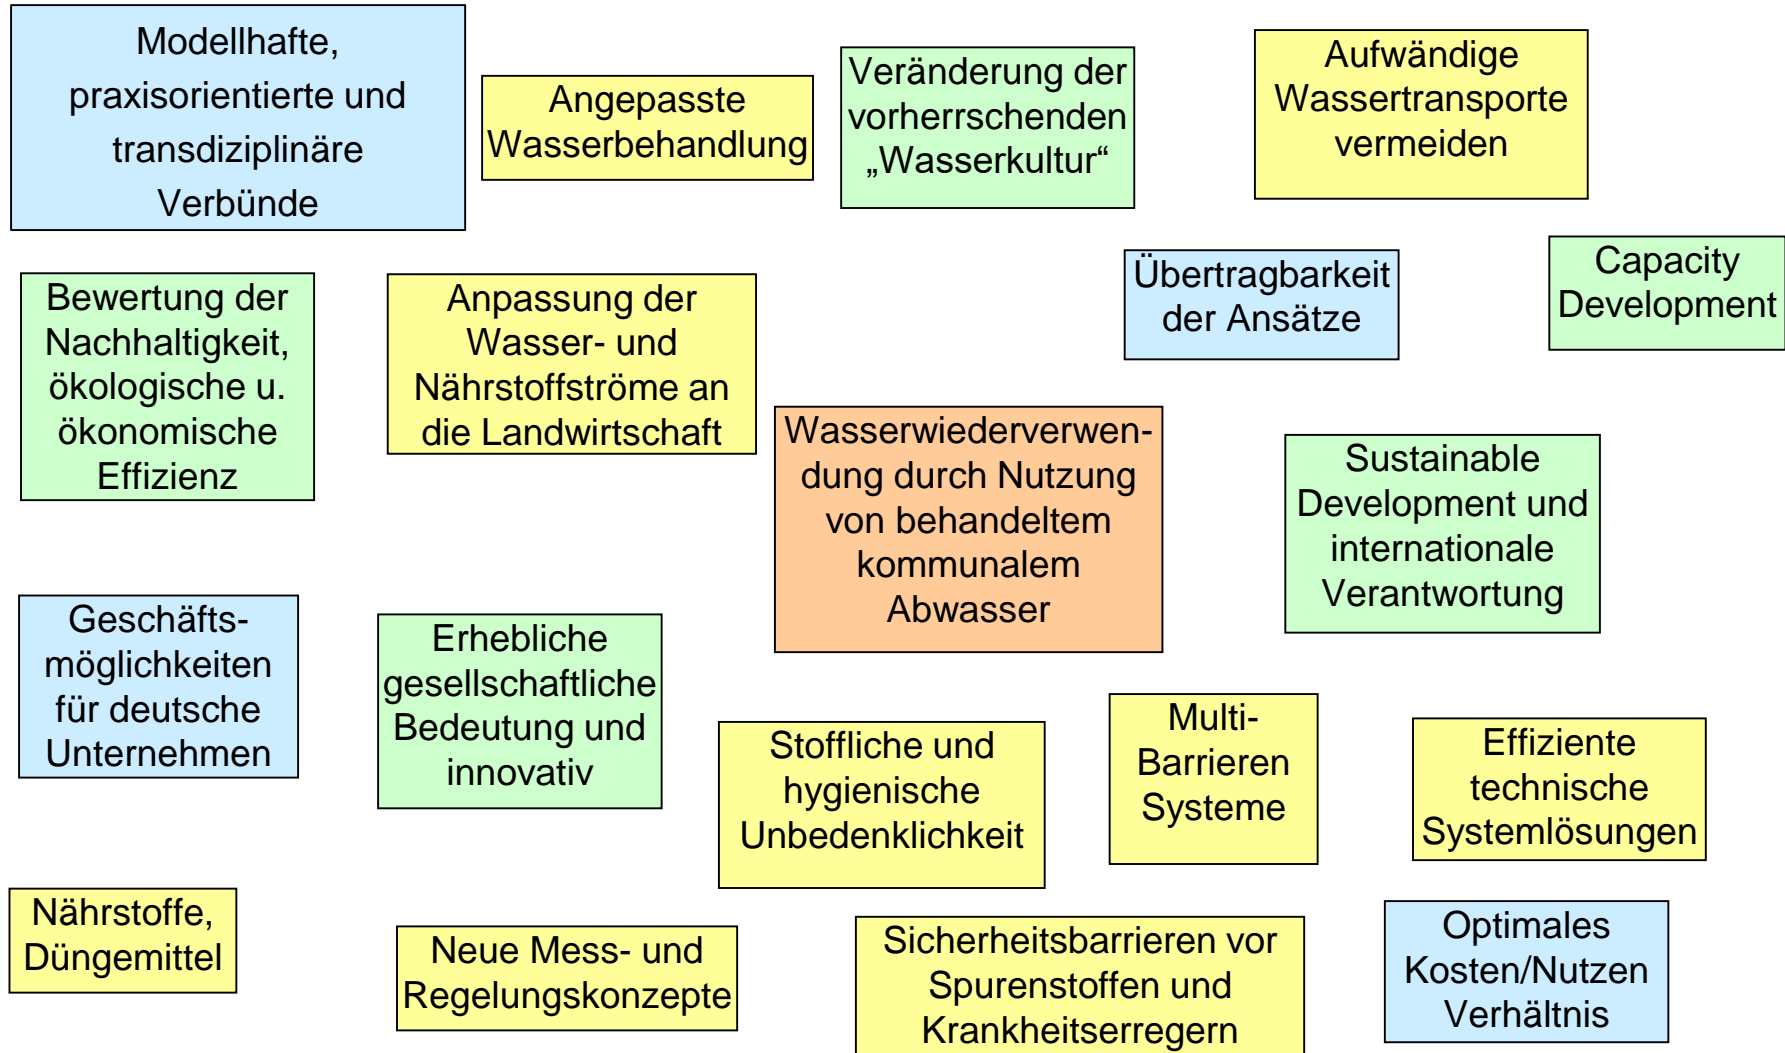 Modellhafte,
praxisorientierte und
transdiziplinäre
Verbünde
Angepasste
Wasserbehandlung
Veränderung der
vorherrschenden
„Wasserkultur“
Aufwändige
Wassertransporte
vermeiden
Bewertung der
Nachhaltigkeit,
ökologische u.
ökonomische
Effizienz
Anpassung der
Wasser- und
Nährstoffströme an
die Landwirtschaft
Übertragbarkeit
der Ansätze
Capacity
Development
Wasserwiederverwen-
dung durch Nutzung
von behandeltem
kommunalem
Abwasser
Sustainable
Development und
internationale
Verantwortung
Geschäfts-
möglichkeiten
für deutsche
Unternehmen
Erhebliche
gesellschaftliche
Bedeutung und
innovativ
Stoffliche und
hygienische
Unbedenklichkeit
Multi-
Barrieren
Systeme
Effiziente
technische
Systemlösungen
Nährstoffe,
Düngemittel
Neue Mess- und
Regelungskonzepte
Sicherheitsbarrieren vor
Spurenstoffen und
Krankheitserregern
Optimales
Kosten/Nutzen
Verhältnis